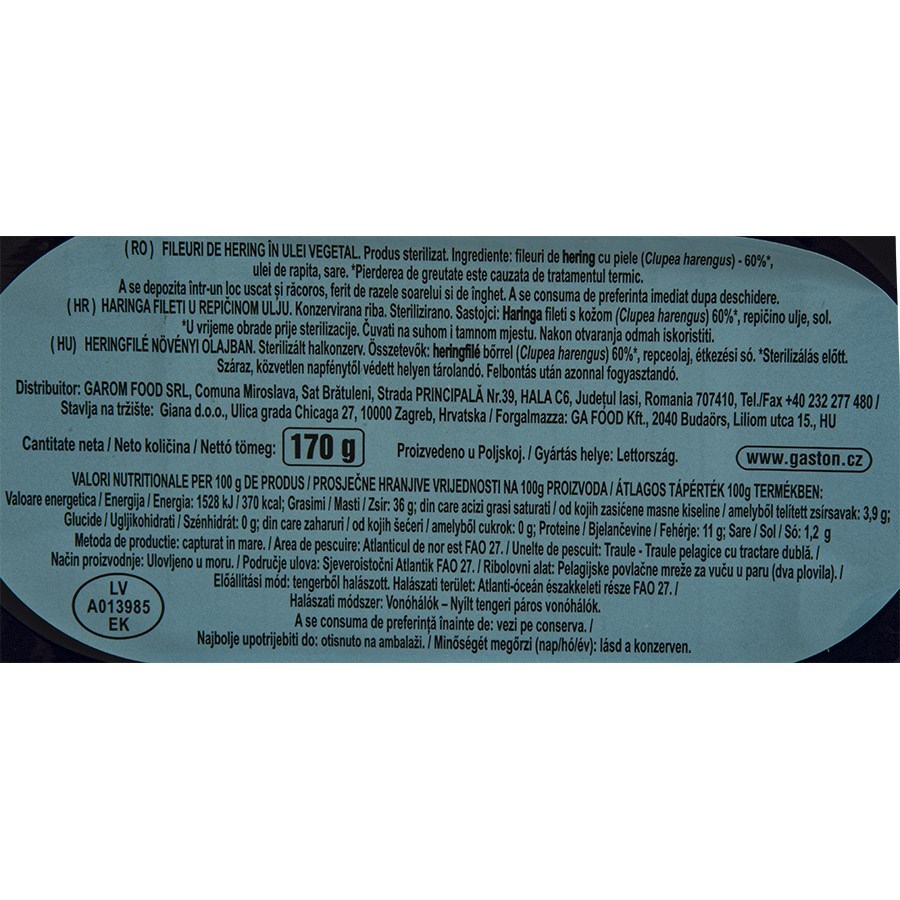 (RO) FILEURI DE HERING ÎN ULEI VEGETAL. Produs sterilizat. Ingrediente: fileuri de hering cu piele (Clupea harengus) - 60%*,
ulei de rapita, sare. *Pierderea de greutate este cauzata de tratamentul termic.
A se depozita într-un loc uscat și răcoros, ferit de razele soarelui si de înghet. A se consuma de preferinta imediat dupa deschidere.
(HR) HARINGA FILETI U REPIČINOM ULJU. Konzervirana riba. Sterilizirano. Sastojci: Haringa fileti s kožom (Clupea harengus) 60%*, repičino ulje, sol.
*U vrijeme obrade prije sterilizacije. Čuvati na suhom i tamnom mjestu. Nakon otvaranja odmah iskoristiti.
(HU) HERINGFILÉ NÖVÉNYI OLAJBAN. Sterilizált halkonzerv. Összetevők: heringfilé bőrrel (Clupea harengus) 60%*, repceolaj, étkezési só. *Sterilizálás előtt.
Száraz, közvetlen napfénytől védett helyen tárolandó. Felbontás után azonnal fogyasztandó.
Distribuitor: GAROM FOOD SRL, Comuna Miroslava, Sat Brătuleni, Strada PRINCIPALĂ Nr.39, HALA C6, Județul Iasi, Romania 707410, Tel./Fax +40 232 277 480 /
Stavlja na tržište: Giana d.o.o., Ulica grada Chicaga 27, 10000 Zagreb, Hrvatska / Forgalmazza: GA FOOD Kft., 2040 Budaörs, Liliom utca 15., HU
Cantitate neta / Neto količina / Nettó tömeg: 170 g Proizvedeno u Poljskoj. / Gyártás helye: Lettország. www.gaston.cz
VALORI NUTRITIONALE PER 100 g DE PRODUS / PROSJEČNE HRANJIVE VRIJEDNOSTI NA 100g PROIZVODA / ÁTLAGOS TÁPÉRTÉK 100g TERMÉKBEN:
Valoare energetica / Energija / Energia: 1528 kJ / 370 kcal; Grasimi / Masti / Zsír: 36 g; din care acizi grasi saturati / od kojih zasićene masne kiseline / amelyből telített zsírsavak: 3,9 g;
Glucide / Ugljikohidrati / Szénhidrát: 0 g; din care zaharuri / od kojih šećeri / amelyből cukrok: 0 g; Proteine / Bjelančevine / Fehérje: 11 g; Sare / Sol / Só: 1,2 g
Metoda de productie: capturat in mare. / Area de pescuire: Atlanticul de nor est FAO 27. / Unelte de pescuit: Traule - Traule pelagice cu tractare dublă. /
Način proizvodnje: Ulovljeno u moru. / Područje ulova: Sjeveroistočni Atlantik FAO 27. / Ribolovni alat: Pelagijske povlačne mreže za vuču u paru (dva plovila). /
Előállítási mód: tengerből halászott. Halászati terület: Atlanti-óceán északkeleti része FAO 27. /
Halászati módszer: Vonóhálók – Nyílt tengeri páros vonóhálók.
LV
A013985
EK
A se consuma de preferință înainte de: vezi pe conserva. /
Najbolje upotrijebiti do: otisnuto na ambalaži. / Minőségét megőrzi (nap/hó/év): lásd a konzerven.